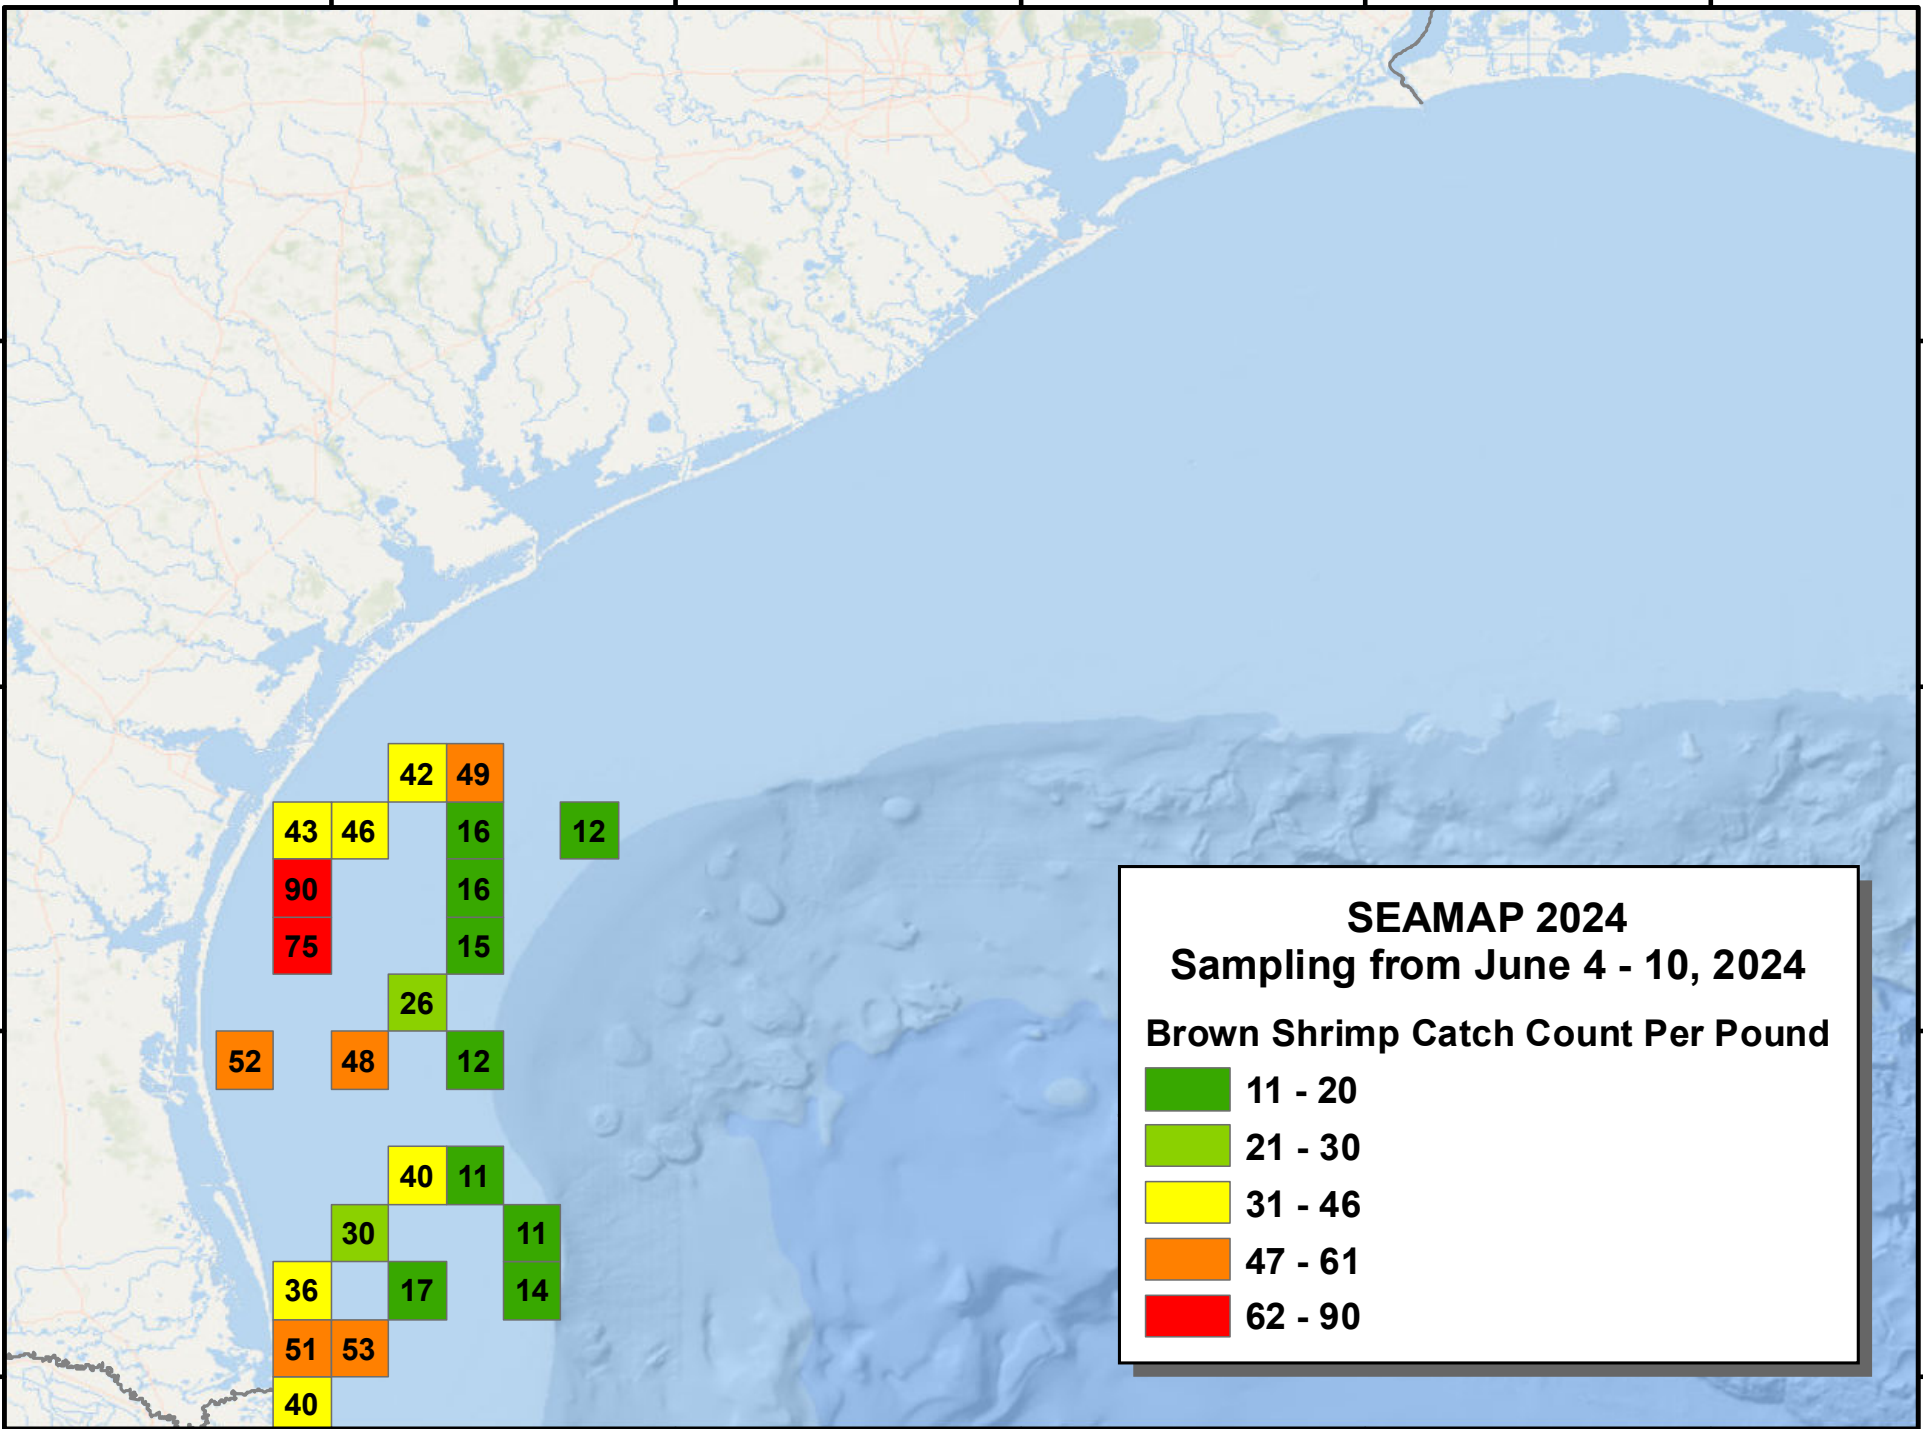 42 49
43 46 16 12
90 16
75 15
26
52 48 12
40 11
30 11
36 17 14
51 53
40
SEAMAP 2024
Sampling from June 4 - 10, 2024
Brown Shrimp Catch Count Per Pound
11 - 20
21 - 30
31 - 46
47 - 61
62 - 90